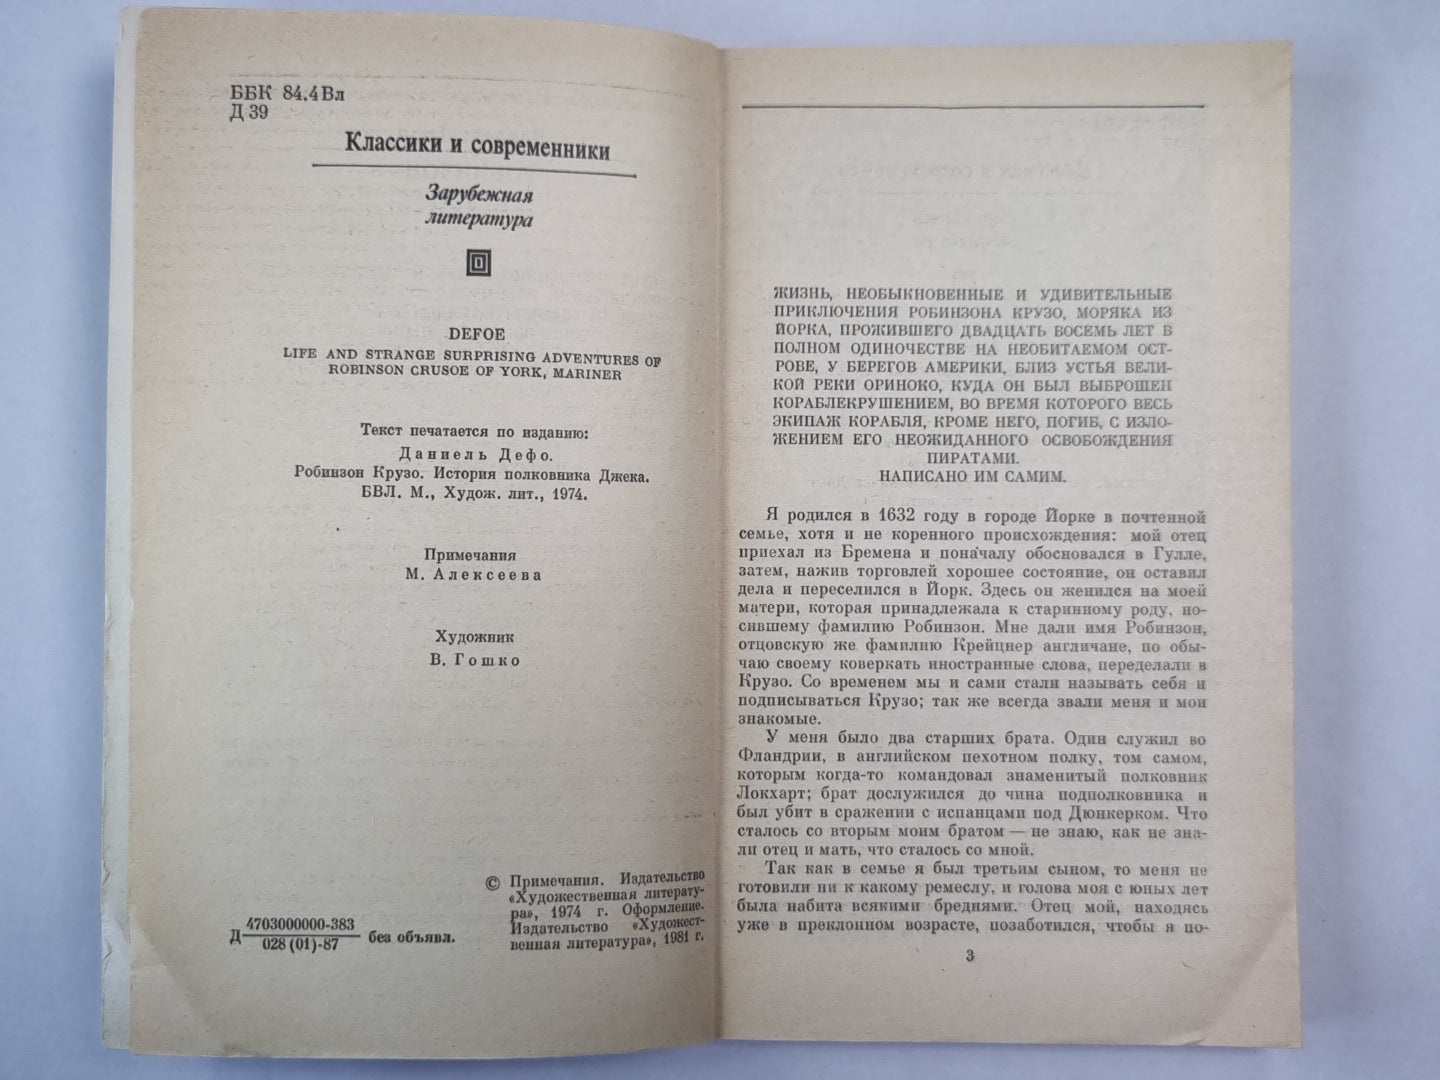 ББК 84.4Вл
Д 39
Классики и современники
Зарубежная
литература
DEFOE
LIFE AND STRANGE SURPRISING ADVENTURES OF
ROBINSON CRUSOE OF YORK, MARINER
Текст печатается по изданию:
Даниель Дефо.
Робинзон Крузо. История полковника Джека.
БВЛ. М., Худож. лит., 1974.
Примечания
М. Алексеева
Художник
В. Гошко
© Примечания. Издательство
«Художественная литерату-
ра», 1974 г. Оформление.
Издательство «Художест-
венная литература», 1981 г.
Д 4703000000-383
028 (01)-87 без объявл.
ЖИЗНЬ, НЕОБЫКНОВЕННЫЕ И УДИВИТЕЛЬНЫЕ
ПРИКЛЮЧЕНИЯ РОБИНЗОНА КРУЗО, МОРЯКА ИЗ
ЙОРКА, ПРОЖИВШЕГО ДВАДЦАТЬ ВОСЕМЬ ЛЕТ В
ПОЛНОМ ОДИНОЧЕСТВЕ НА НЕОБИТАЕМОМ ОСТ-
РОВЕ, У БЕРЕГОВ АМЕРИКИ, БЛИЗ УСТЬЯ ВЕЛИ-
КОЙ РЕКИ ОРИНОКО, КУДА ОН БЫЛ ВЫБРОШЕН
КОРАБЛЕКРУШЕНИЕМ, ВО ВРЕМЯ КОТОРОГО ВЕСЬ
ЭКИПАЖ КОРАБЛЯ, КРОМЕ НЕГО, ПОГИБ, С ИЗЛО-
ЖЕНИЕМ ЕГО НЕОЖИДАННОГО ОСВОБОЖДЕНИЯ
ПИРАТАМИ.
НАПИСАНО ИМ САМИМ.
Я родился в 1632 году в городе Йорке в почтенной
семье, хотя и не коренного происхождения: мой отец
приехал из Бремена и поначалу обосновался в Гулле,
затем, нажив торговлей хорошее состояние, он оставил
дела и переселился в Йорк. Здесь он женился на моей
матери, которая принадлежала к старинному роду, но-
сившему фамилию Робинзон. Мне дали имя Робинзон,
отцовскую же фамилию Крейцнер англичане, по обы-
чаю своему коверкать иностранные слова, переделали в
Крузо. Со временем мы и сами стали называть себя и
подписываться Крузо; так же всегда звали меня и мои
знакомые.
У меня было два старших брата. Один служил во
Фландрии, в английском пехотном полку, том самом,
которым когда-то командовал знаменитый полковник
Локхарт; брат дослужился до чина подполковника и
был убит в сражении с испанцами под Дюнкерком. Что
сталось со вторым моим братом — не знаю, как не зна-
ли отец и мать, что сталось со мной.
Так как в семье я был третьим сыном, то меня не
готовили ни к какому ремеслу, и голова моя с юных лет
была набита всякими бреднями. Отец мой, находясь
уже в преклонном возрасте, позаботился, чтобы я по-
3